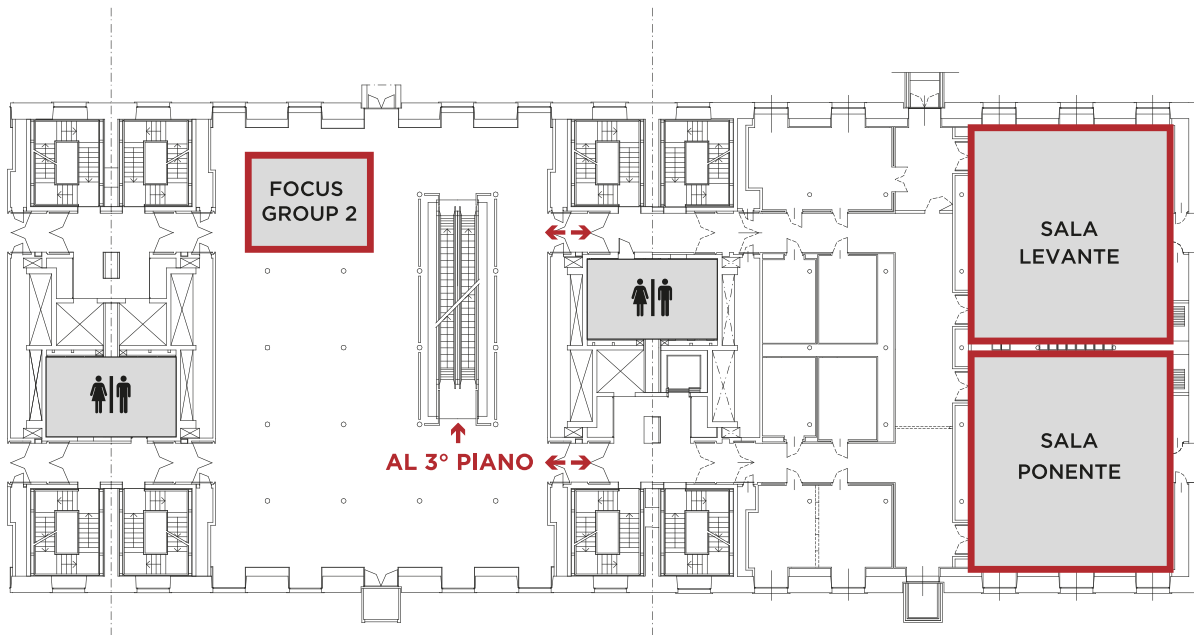 FOCUS
GROUP 2
SALA
LEVANTE
AL 3° PIANO
SALA
PONENTE